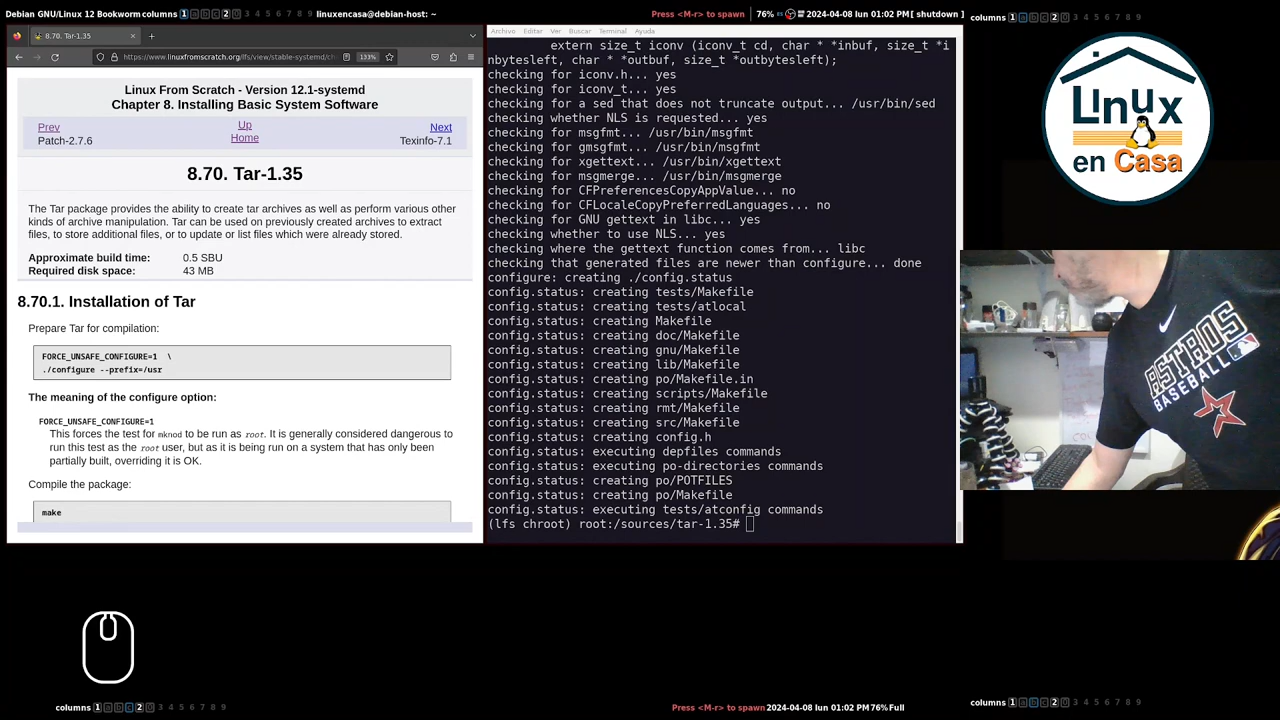 Debian GNU/Linux 12 Bookworm columns 1 a b c 2 0 3 4 5 6 7 8 9 linuxencasa@debian-host: ~
Press <M-r> to spawn 76% 2024-04-08 lun 01:02 PM [ shutdown ]
columns 1 a b c 2 0 3 4 5 6 7 8 9
8.70. Tar-1.35
https://www.linuxfromscratch.org/lfs/view/stable-systemd/ch
133%
Linux From Scratch - Version 12.1-systemd
Chapter 8. Installing Basic System Software
Prev Up Next
Patch-2.7.6 Home Texinfo-7.1
8.70. Tar-1.35
The Tar package provides the ability to create tar archives as well as perform various other
kinds of archive manipulation. Tar can be used on previously created archives to extract
files, to store additional files, or to update or list files which were already stored.
Approximate build time: 0.5 SBU
Required disk space: 43 MB
8.70.1. Installation of Tar
Prepare Tar for compilation:
FORCE_UNSAFE_CONFIGURE=1 \
./configure --prefix=/usr
The meaning of the configure option:
FORCE_UNSAFE_CONFIGURE=1
This forces the test for mknod to be run as root. It is generally considered dangerous to
run this test as the root user, but as it is being run on a system that has only been
partially built, overriding it is OK.
Compile the package:
make
Archivo Editar Ver Buscar Terminal Ayuda
extern size_t iconv (iconv_t cd, char * *inbuf, size_t *i
nbytesleft, char * *outbuf, size_t *outbytesleft);
checking for iconv.h... yes
checking for iconv_t... yes
checking for a sed that does not truncate output... /usr/bin/sed
checking whether NLS is requested... yes
checking for msgfmt... /usr/bin/msgfmt
checking for gmsgfmt... /usr/bin/msgfmt
checking for xgettext... /usr/bin/xgettext
checking for msgmerge... /usr/bin/msgmerge
checking for CFPreferencesCopyAppValue... no
checking for CFLocaleCopyPreferredLanguages... no
checking for GNU gettext in libc... yes
checking whether to use NLS... yes
checking where the gettext function comes from... libc
checking that generated files are newer than configure... done
configure: creating ./config.status
config.status: creating tests/Makefile
config.status: creating tests/atlocal
config.status: creating Makefile
config.status: creating doc/Makefile
config.status: creating gnu/Makefile
config.status: creating lib/Makefile
config.status: creating po/Makefile.in
config.status: creating scripts/Makefile
config.status: creating rmt/Makefile
config.status: creating src/Makefile
config.status: creating config.h
config.status: executing depfiles commands
config.status: executing po-directories commands
config.status: creating po/POTFILES
config.status: creating po/Makefile
config.status: executing tests/atconfig commands
(lfs chroot) root:/sources/tar-1.35#
Linux
en Casa
ASTROS
BASEBALL
columns 1 a b c 2 0 3 4 5 6 7 8 9
Press <M-r> to spawn 2024-04-08 lun 01:02 PM 76% Full
columns 1 a b c 2 0 3 4 5 6 7 8 9